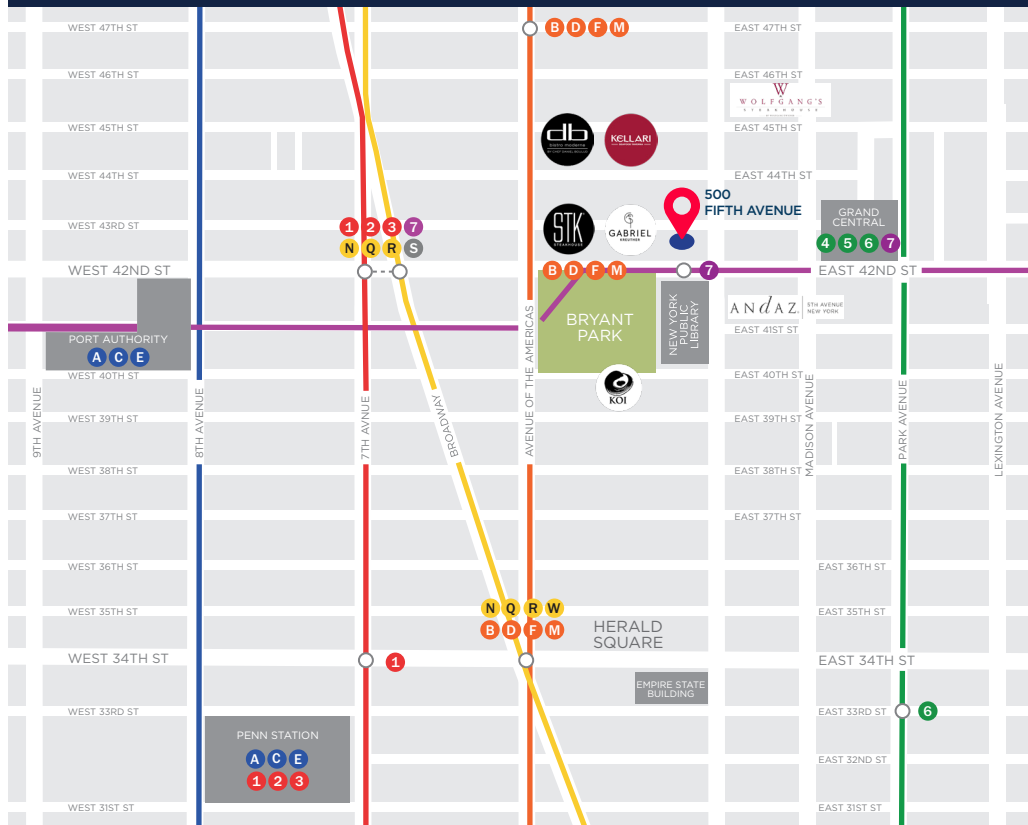 WEST 47TH ST
B D F M
EAST 47TH ST
WEST 46TH ST
EAST 46TH ST
W
WOLFGANG'S
STEAKHOUSE
WEST 45TH ST
db
bistro moderne
BY CHEF DANIEL BOULUD
KELLARI
EAST 45TH ST
WEST 44TH ST
EAST 44TH ST
500
FIFTH AVENUE
WEST 43RD ST
1 2 3 7
N Q R S
STK
STEAKHOUSE
G
GABRIEL
KREUTHER
GRAND
CENTRAL
4 5 6 7
WEST 42ND ST
B D F M
7
EAST 42ND ST
ANdAZ
5TH AVENUE
NEW YORK
BRYANT
PARK
NEW YORK
PUBLIC
LIBRARY
EAST 41ST ST
PORT AUTHORITY
A C E
WEST 40TH ST
EAST 40TH ST
KOI
9TH AVENUE
8TH AVENUE
7TH AVNUE
BROADWAY
AVENUE OF THE AMERICAS
MADISON AVENUE
PARK AVENUE
LEXINGTON AVENUE
WEST 39TH ST
EAST 39TH ST
WEST 38TH ST
EAST 38TH ST
WEST 37TH ST
EAST 37TH ST
WEST 36TH ST
EAST 36TH ST
WEST 35TH ST
N Q R W
B D F M
HERALD
SQUARE
EAST 35TH ST
WEST 34TH ST
1
EAST 34TH ST
EMPIRE STATE
BUILDING
WEST 33RD ST
EAST 33RD ST
6
PENN STATION
A C E
1 2 3
EAST 32ND ST
WEST 31ST ST
EAST 31ST ST